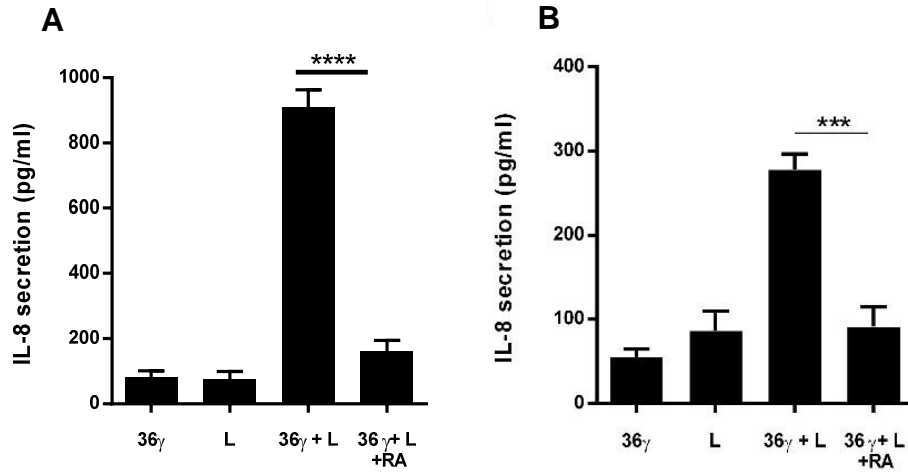 A
IL-8 secretion (pg/ml)
1000
800
600
400
200
0
****
36γ
L
36γ + L
36 γ+ L
+RA
B
IL-8 secretion (pg/ml)
400
300
200
100
0
***
36γ
L
36γ + L
36 γ+ L
+RA